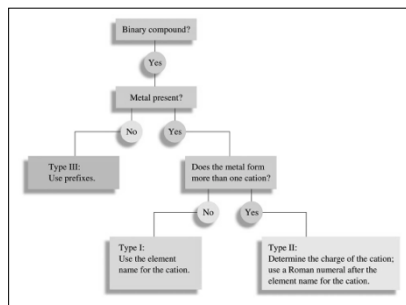 Binary compound?
Yes
Metal present?
No
Yes
Type III:
Use prefixes.
Does the metal form
more than one cation?
No
Yes
Type I:
Use the element
name for the cation.
Type II:
Determine the charge of the cation;
use a Roman numeral after the
element name for the cation.